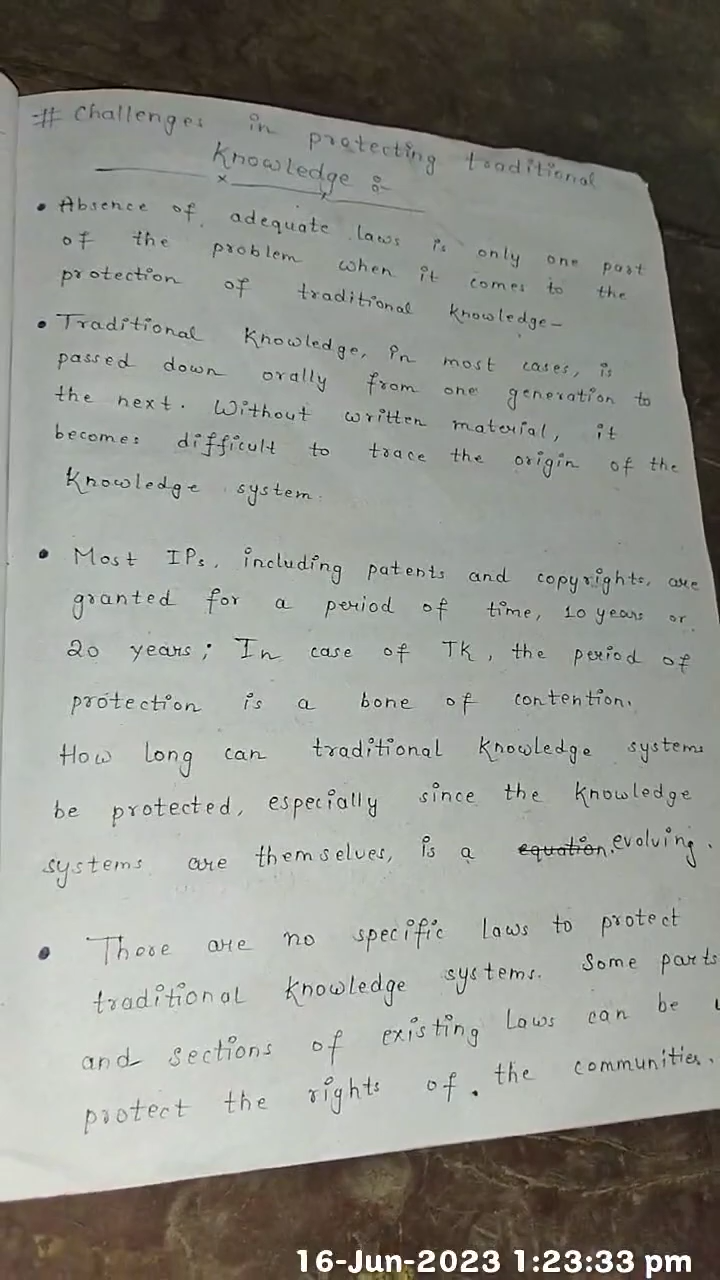 # Challenges in protecting traditional
Knowledge :-
• Absence of adequate laws is only one part
of the problem when it comes to the
protection of traditional Knowledge-
• Traditional Knowledge, in most cases, is
passed down orally from one generation to
the next. Without written material, it
becomes difficult to trace the origin of the
Knowledge system.
• Most IPs, including patents and copyrights, are
granted for a period of time, 10 years or
20 years; In case of TK, the period of
protection is a bone of contention.
How long can traditional Knowledge systems
be protected, especially since the Knowledge
systems are themselves, is a equation. evolving.
• There are no specific laws to protect
traditional Knowledge systems. Some parts
and sections of existing laws can be
protect the rights of the communities.
16-Jun-2023 1:23:33 pm